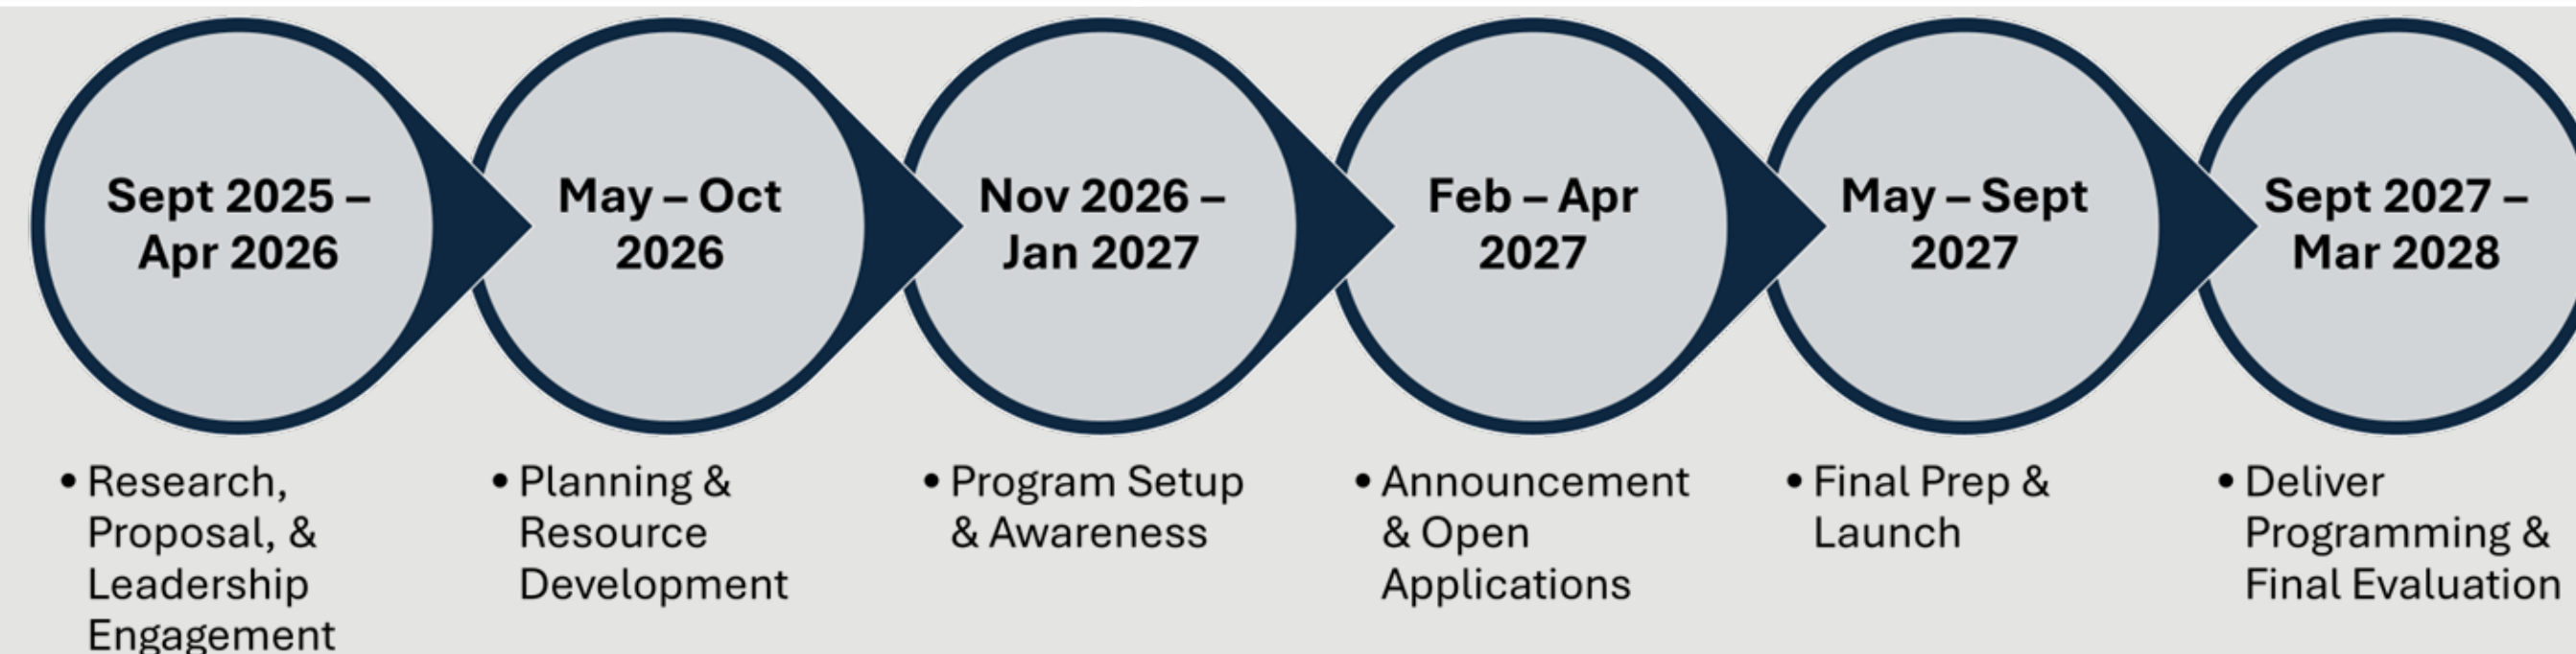 Sept 2025 –
Apr 2026
May – Oct
2026
Nov 2026 –
Jan 2027
Feb – Apr
2027
May – Sept
2027
Sept 2027 –
Mar 2028
• Research,
Proposal, &
Leadership
Engagement
• Planning &
Resource
Development
• Program Setup
& Awareness
• Announcement
& Open
Applications
• Final Prep &
Launch
• Deliver
Programming &
Final Evaluation